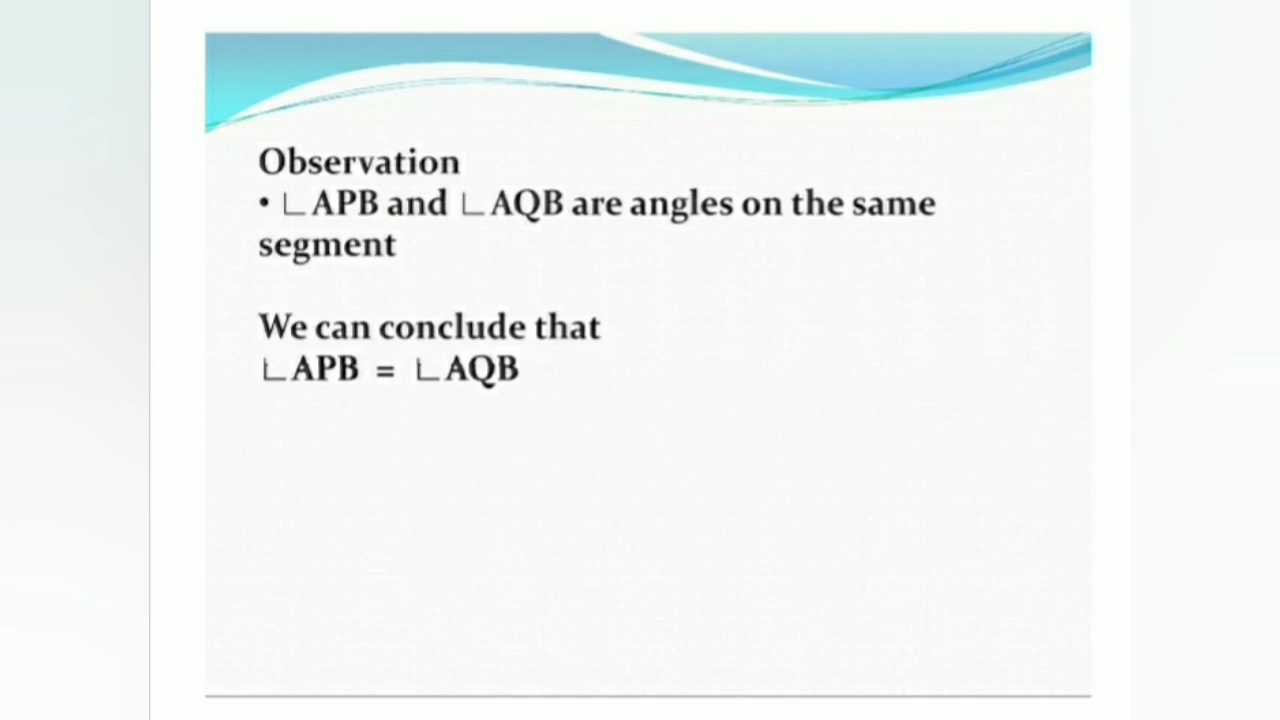 Observation
• ∟APB and ∟AQB are angles on the same
segment
We can conclude that
∟APB = ∟AQB